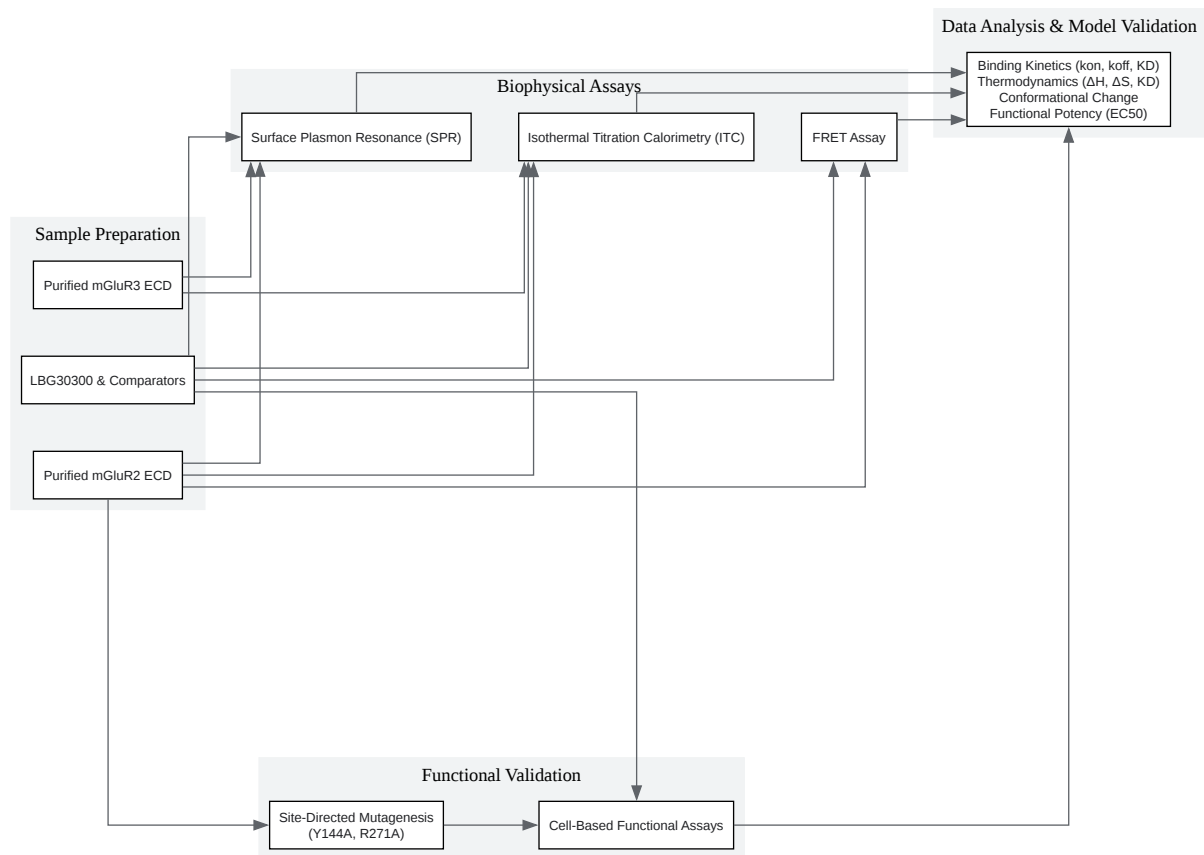 Data Analysis & Model Validation
Binding Kinetics (kon, koff, KD)
Thermodynamics (ΔH, ΔS, KD)
Conformational Change
Functional Potency (EC50)
Biophysical Assays
Surface Plasmon Resonance (SPR)
Isothermal Titration Calorimetry (ITC)
FRET Assay
Sample Preparation
Purified mGluR3 ECD
LBG30300 & Comparators
Purified mGluR2 ECD
Functional Validation
Site-Directed Mutagenesis
(Y144A, R271A)
Cell-Based Functional Assays